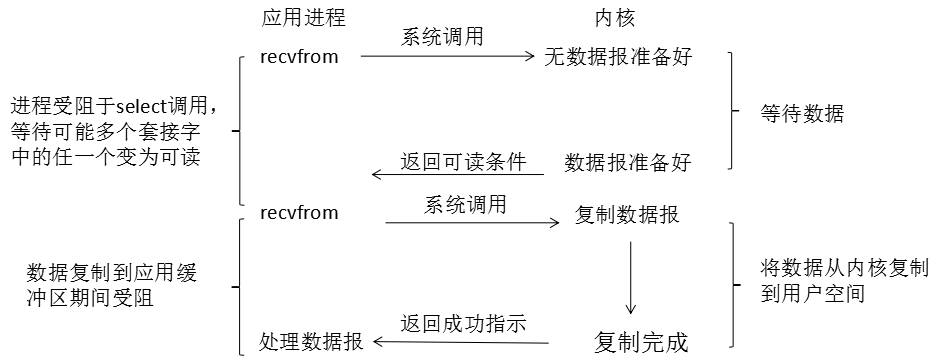 应用进程
内核
recvfrom
系统调用
无数据报准备好
进程受阻于select调用，
等待可能多个套接字
中的任一个变为可读
等待数据
返回可读条件
数据报准备好
recvfrom
系统调用
复制数据报
数据复制到应用缓
冲区期间受阻
将数据从内核复制
到用户空间
处理数据报
返回成功指示
复制完成